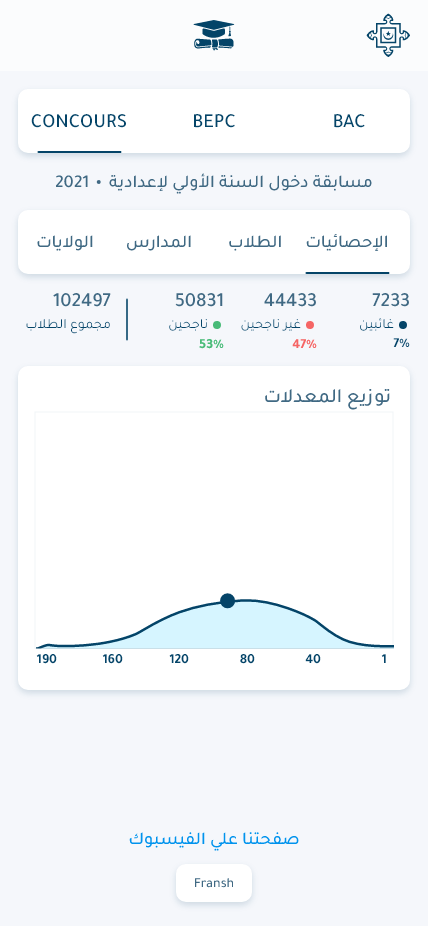 CONCOURS BEPC BAC
مسابقة دخول السنة الأولي لإعدادية • 2021
الإحصائيات الطلاب المدارس الولايات
7233 44433 50831 102497
غائبين غير ناجحين ناجحين مجموع الطلاب
7% 47% 53%
توزيع المعدلات
190 160 120 80 40 1
صفحتنا علي الفيسبوك
Fransh